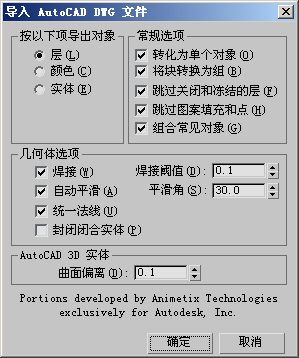 导入 AutoCAD DWG 文件
按以下项导出对象
层(L)
颜色(C)
实体(E)
常规选项
转化为单个对象(O)
将块转换为组(B)
跳过关闭和冻结的层(E)
跳过图案填充和点(H)
组合常见对象(G)
几何体选项
焊接(W)
焊接阈值(D): 0.1
自动平滑(A)
平滑角(S): 30.0
统一法线(U)
封闭闭合实体(P)
AutoCAD 3D 实体
曲面偏离(D): 0.1
Portions developed by Animetix Technologies
exclusively for Autodesk, Inc.
确定
取消